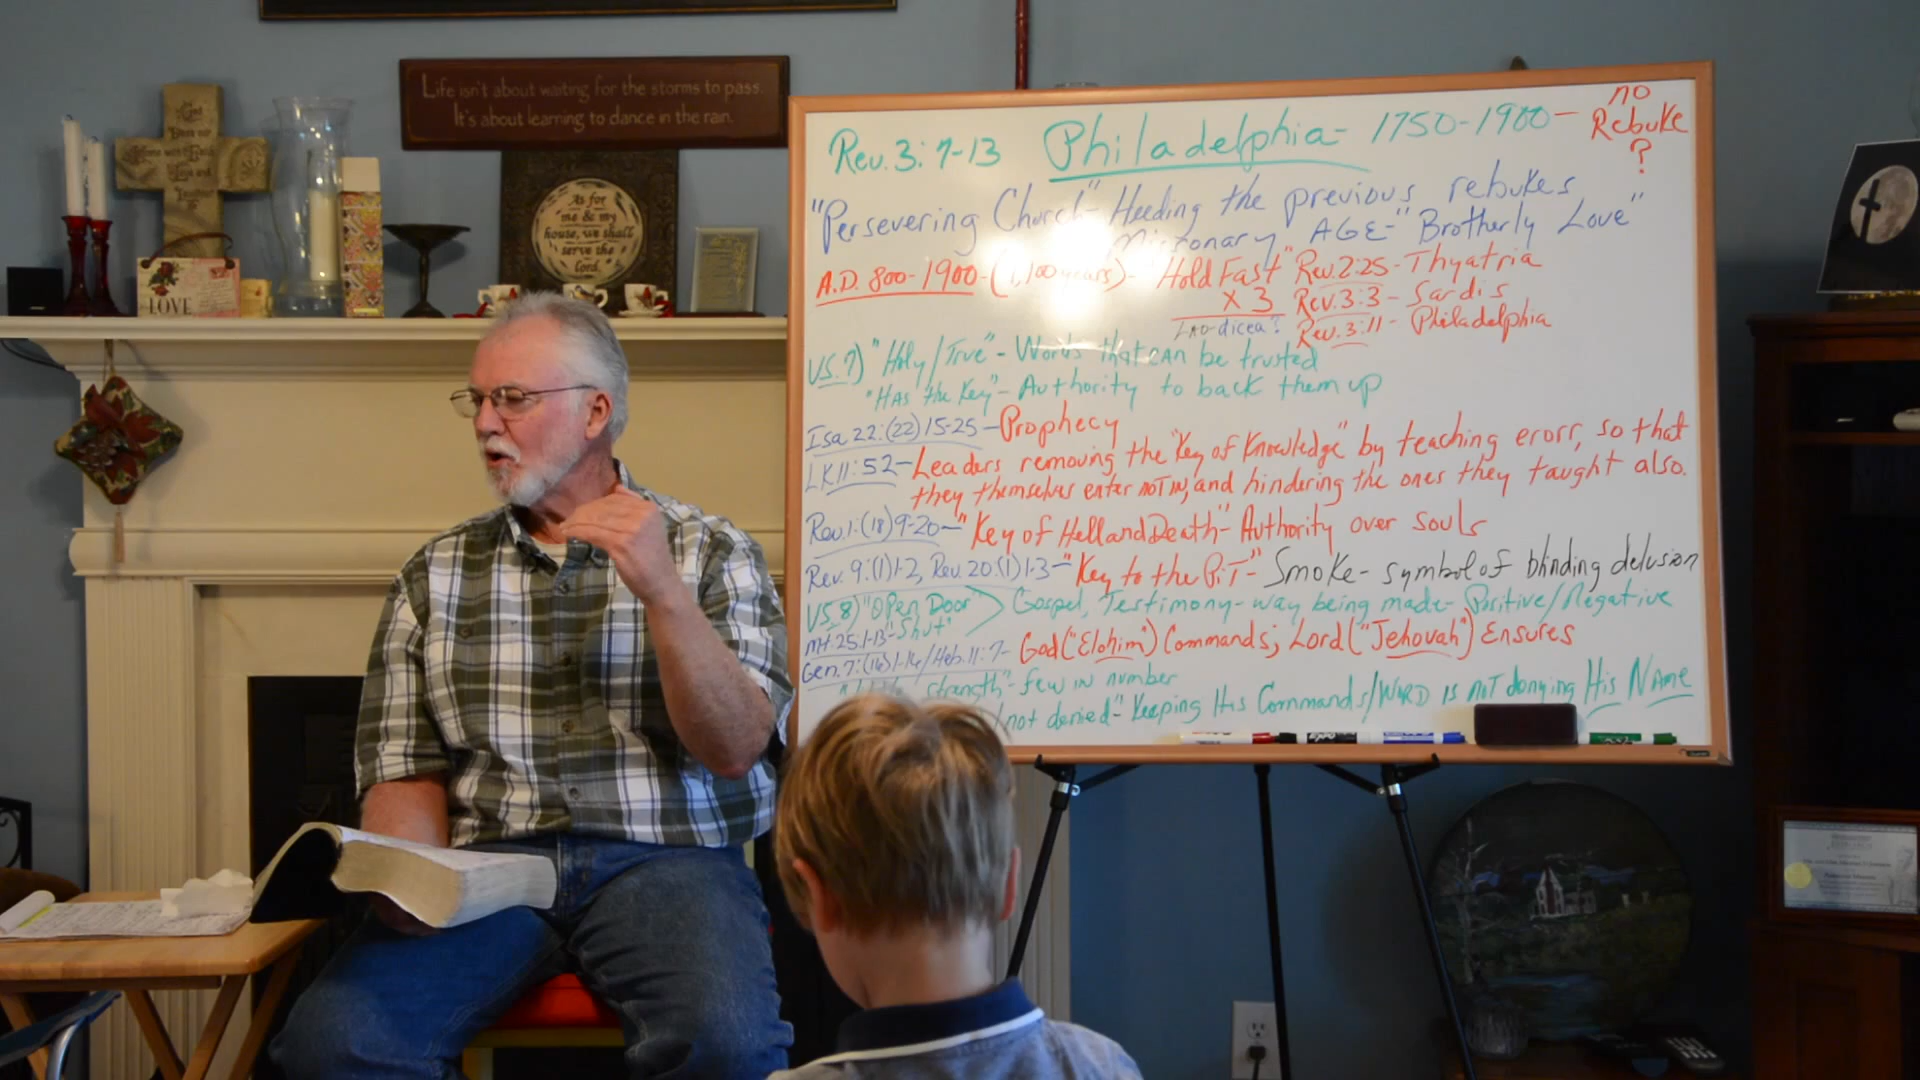 Life isn't about waiting for the storms to pass.
It's about learning to dance in the rain.
As for
me & my
house, we shall
serve the
Lord.
LOVE
Rev. 3:7-13 Philadelphia - 1750-1900 - no
Rebuke
?
"Persevering Church" Heeding the previous rebukes
Missionary AGE - "Brotherly Love"
A.D. 800-1900 - (1,100 years) - "Hold Fast" Rev. 2:25 - Thyatria
x 3 Rev. 3:3 - Sardis
LAO-dicea? Rev. 3:11 - Philadelphia
VS. 7) "Holy/True" - Words that can be trusted
"Has the Key" - Authority to back them up
Isa 22:(22)15-25 - Prophecy
LK 11:52 - Leaders removing the "Key of Knowledge" by teaching erorr, so that
they themselves enter not in, and hindering the ones they taught also.
Rev. 1:(18)9-20 - "Key of Hell and Death" - Authority over souls
Rev. 9:(1)1-2, Rev. 20:(1)1-3 - "Key to the PiT" - Smoke - symbol of blinding delusion
VS. 8) "Open Door Gospel, Testimony - way being made - Positive/Negative
Mt. 25:1-13 - "Shut"
Gen. 7:(16)1-16/Heb. 11:7 - God ("Elohim") Commands; Lord ("Jehovah") Ensures
strength" - few in number
not denied" - Keeping His Commands/WORD is not denying His Name